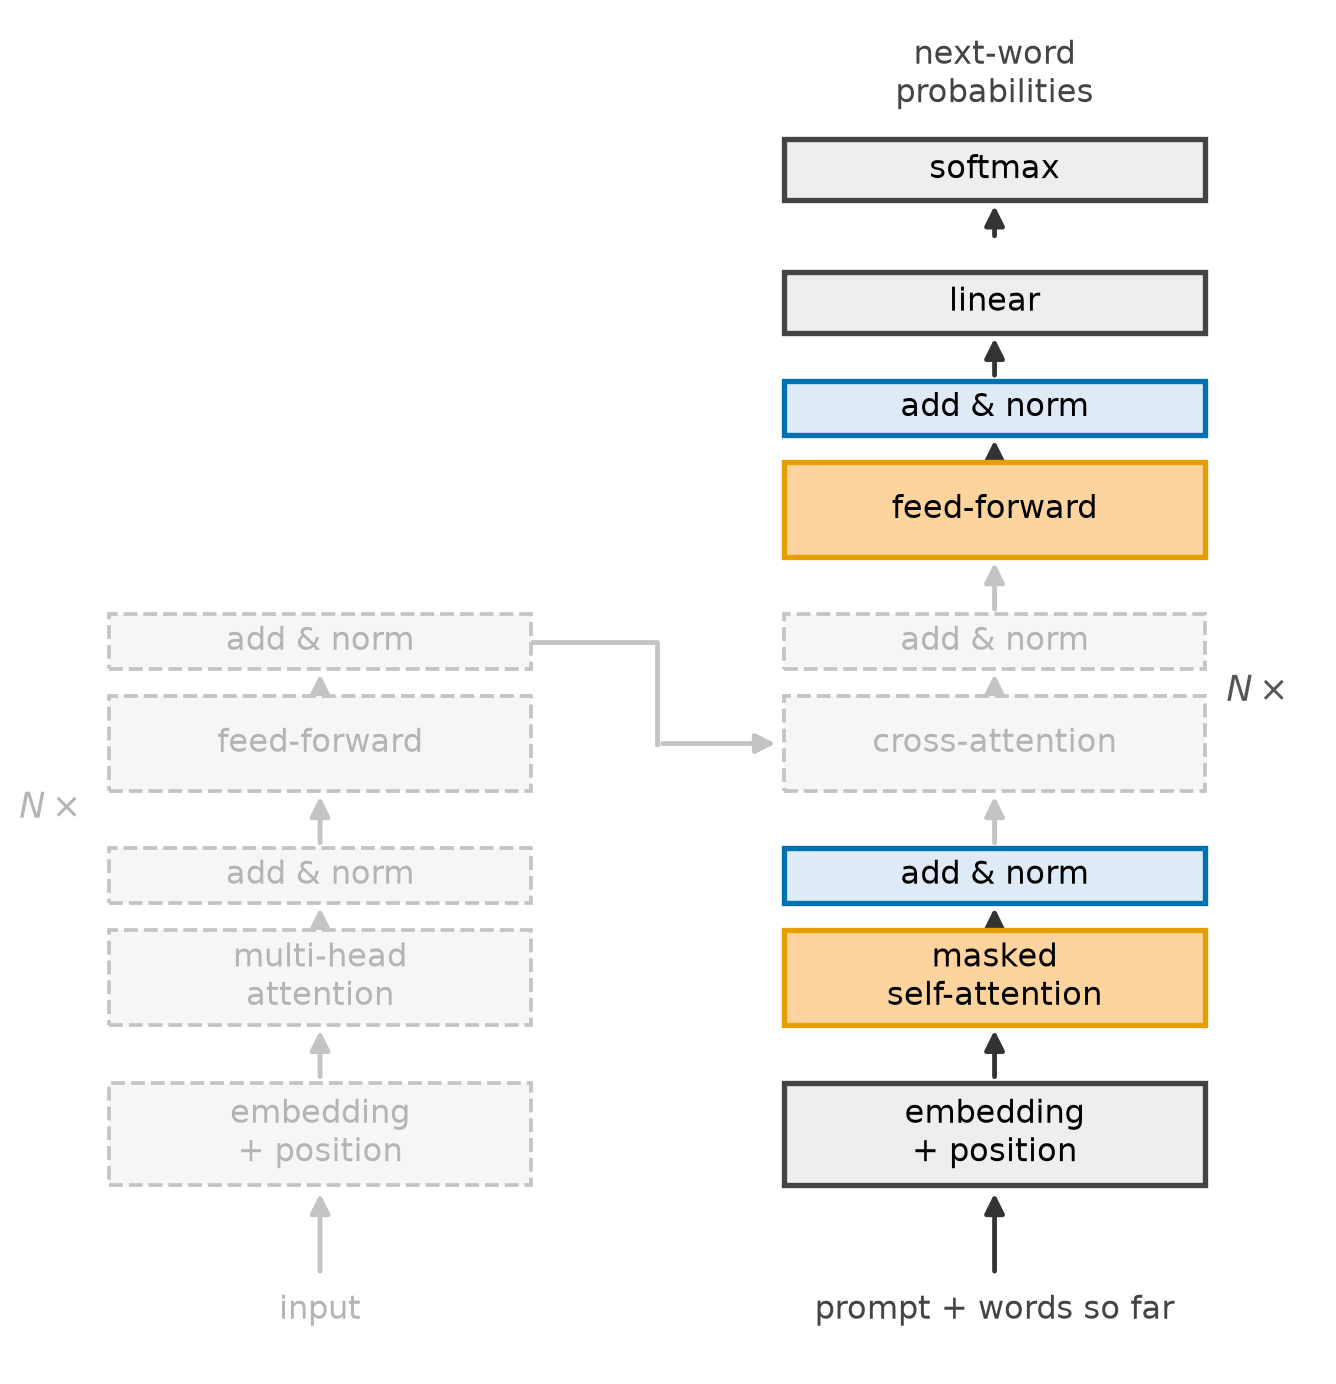 next-word
probabilities
softmax
linear
add & norm
feed-forward
add & norm
cross-attention
N ×
add & norm
masked
self-attention
embedding
+ position
prompt + words so far
add & norm
feed-forward
N ×
add & norm
multi-head
attention
embedding
+ position
input